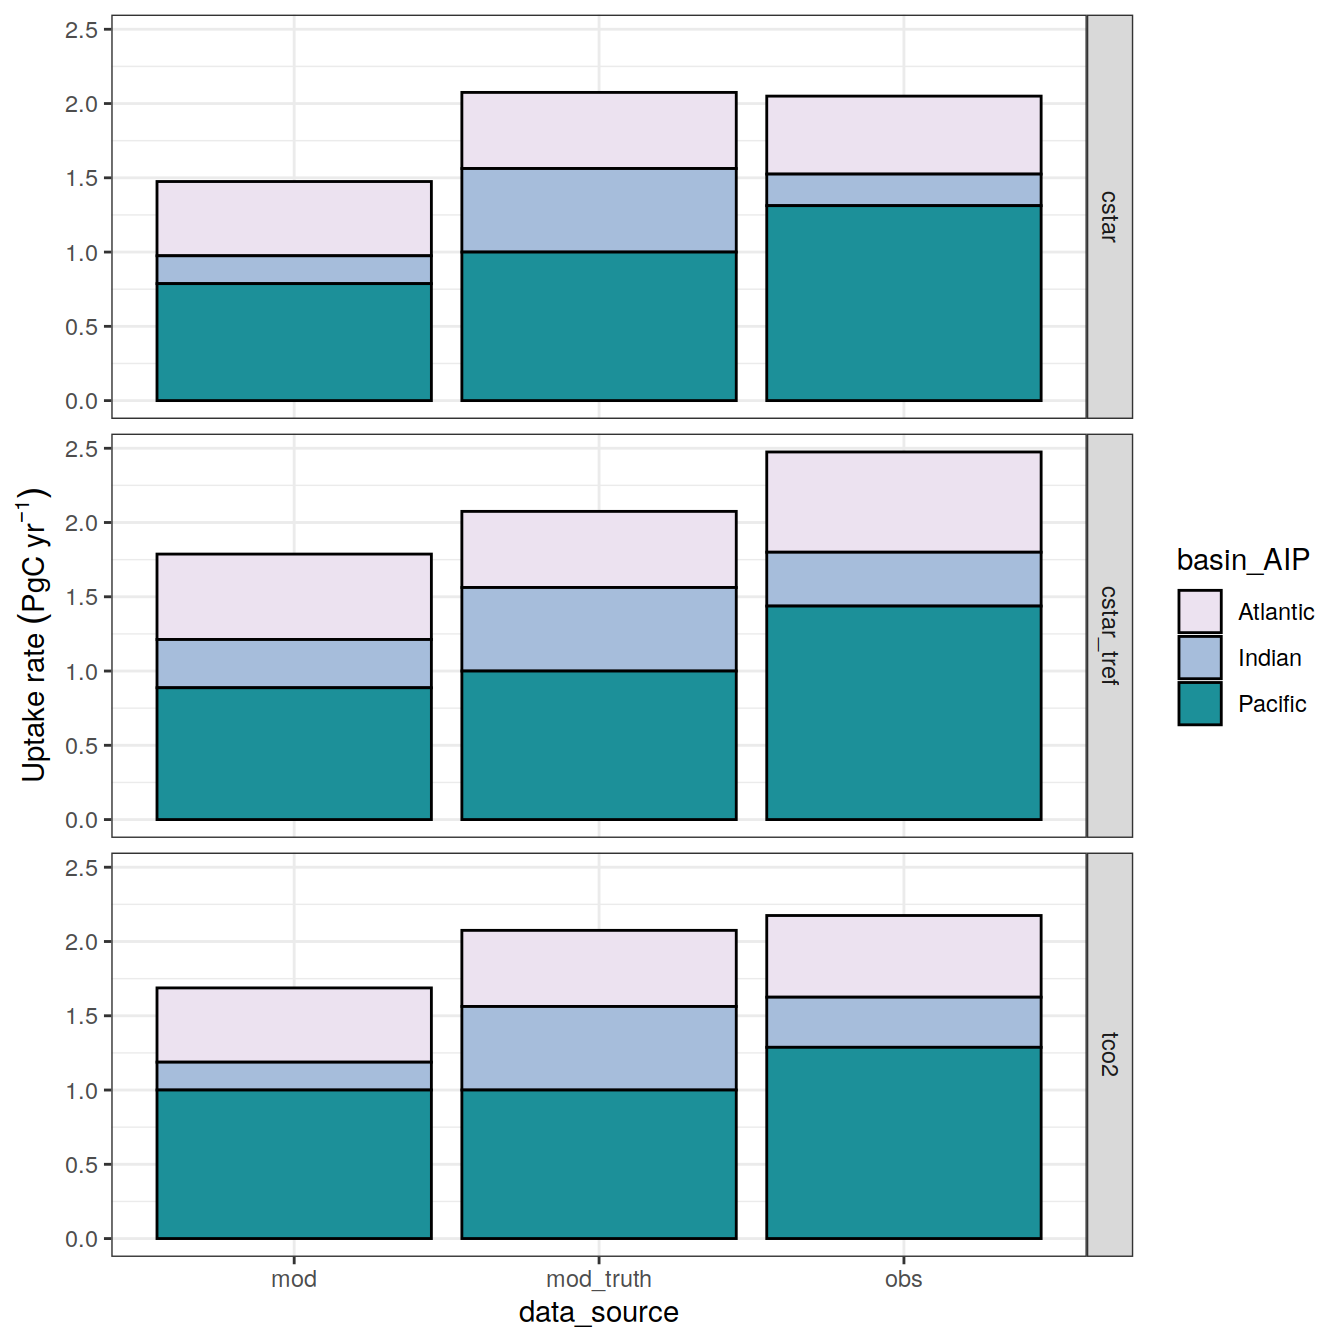 2.5
2.0
1.5
1.0
0.5
0.0
cstar
2.5
2.0
1.5
1.0
0.5
0.0
cstar_tref
2.5
2.0
1.5
1.0
0.5
0.0
tco2
Uptake rate (PgC yr⁻¹)
mod mod_truth obs
data_source
basin_AIP
Atlantic
Indian
Pacific